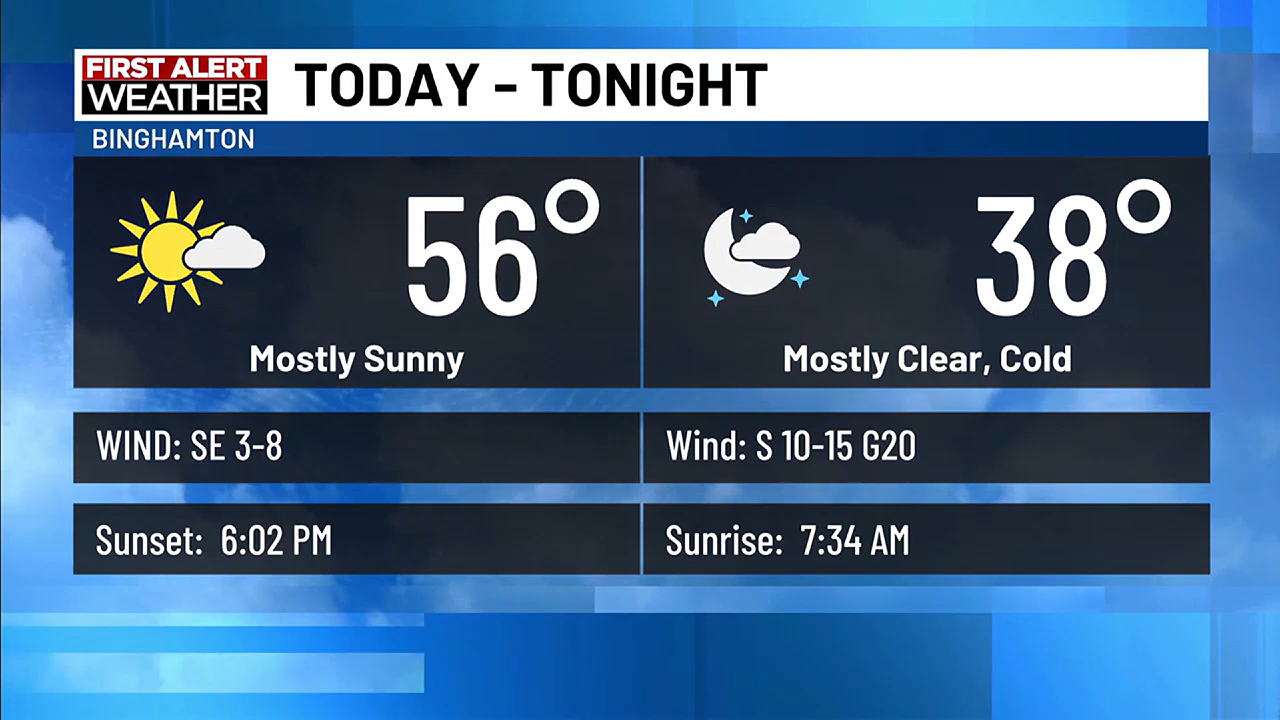 FIRST ALERT
WEATHER
TODAY - TONIGHT
BINGHAMTON
56°
Mostly Sunny
38°
Mostly Clear, Cold
WIND: SE 3-8
Wind: S 10-15 G20
Sunset: 6:02 PM
Sunrise: 7:34 AM